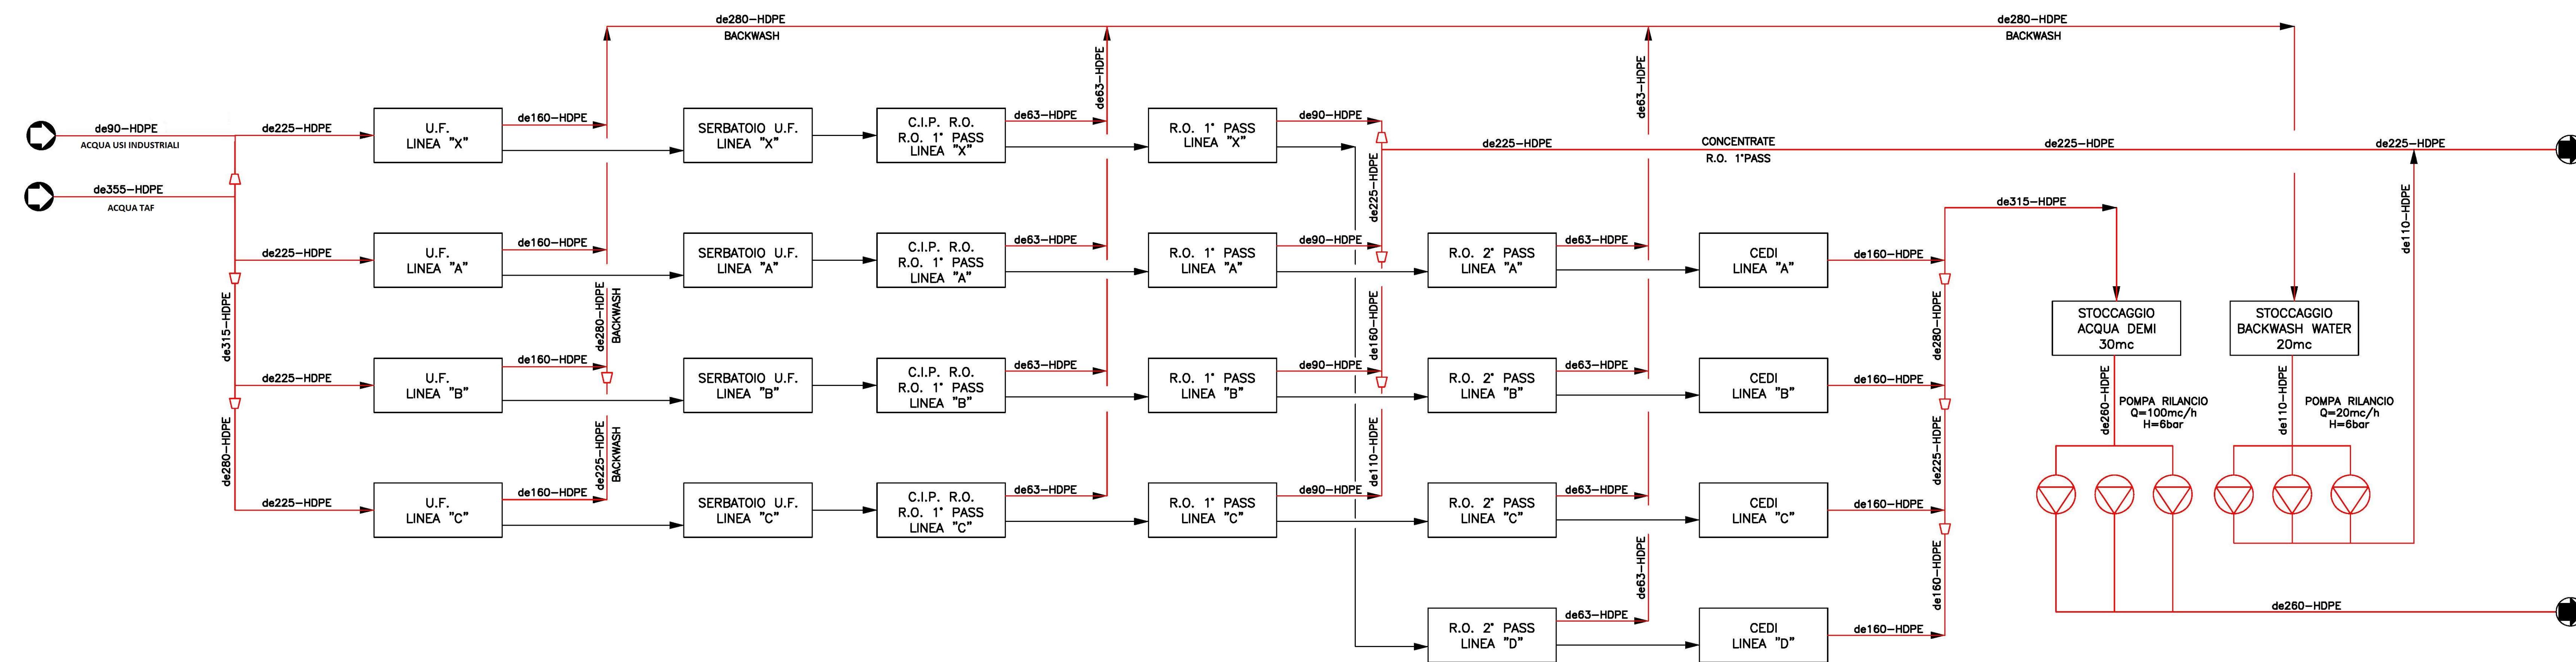 de280-HDPE
BACKWASH
de280-HDPE
BACKWASH
de63-HDPE
de63-HDPE
de90-HDPE
ACQUA USI INDUSTRIALI
de225-HDPE
U.F.
LINEA "X"
de160-HDPE
SERBATOIO U.F.
LINEA "X"
C.I.P. R.O.
R.O. 1° PASS
LINEA "X"
de63-HDPE
R.O. 1° PASS
LINEA "X"
de90-HDPE
de225-HDPE
CONCENTRATE
R.O. 1°PASS
de225-HDPE
de225-HDPE
de355-HDPE
ACQUA TAF
de225-HDPE
de315-HDPE
de110-HDPE
de225-HDPE
U.F.
LINEA "A"
de160-HDPE
SERBATOIO U.F.
LINEA "A"
C.I.P. R.O.
R.O. 1° PASS
LINEA "A"
de63-HDPE
R.O. 1° PASS
LINEA "A"
de90-HDPE
R.O. 2° PASS
LINEA "A"
de63-HDPE
CEDI
LINEA "A"
de160-HDPE
de315-HDPE
de280-HDPE
BACKWASH
de160-HDPE
de280-HDPE
STOCCAGGIO
ACQUA DEMI
30mc
STOCCAGGIO
BACKWASH WATER
20mc
de225-HDPE
U.F.
LINEA "B"
de160-HDPE
SERBATOIO U.F.
LINEA "B"
C.I.P. R.O.
R.O. 1° PASS
LINEA "B"
de63-HDPE
R.O. 1° PASS
LINEA "B"
de90-HDPE
R.O. 2° PASS
LINEA "B"
de63-HDPE
CEDI
LINEA "B"
de160-HDPE
de260-HDPE
POMPA RILANCIO
Q=100mc/h
H=6bar
de110-HDPE
POMPA RILANCIO
Q=20mc/h
H=6bar
de280-HDPE
de225-HDPE
BACKWASH
de110-HDPE
de225-HDPE
de225-HDPE
U.F.
LINEA "C"
de160-HDPE
SERBATOIO U.F.
LINEA "C"
C.I.P. R.O.
R.O. 1° PASS
LINEA "C"
de63-HDPE
R.O. 1° PASS
LINEA "C"
de90-HDPE
R.O. 2° PASS
LINEA "C"
de63-HDPE
CEDI
LINEA "C"
de160-HDPE
de63-HDPE
de160-HDPE
R.O. 2° PASS
LINEA "D"
de63-HDPE
CEDI
LINEA "D"
de160-HDPE
de260-HDPE